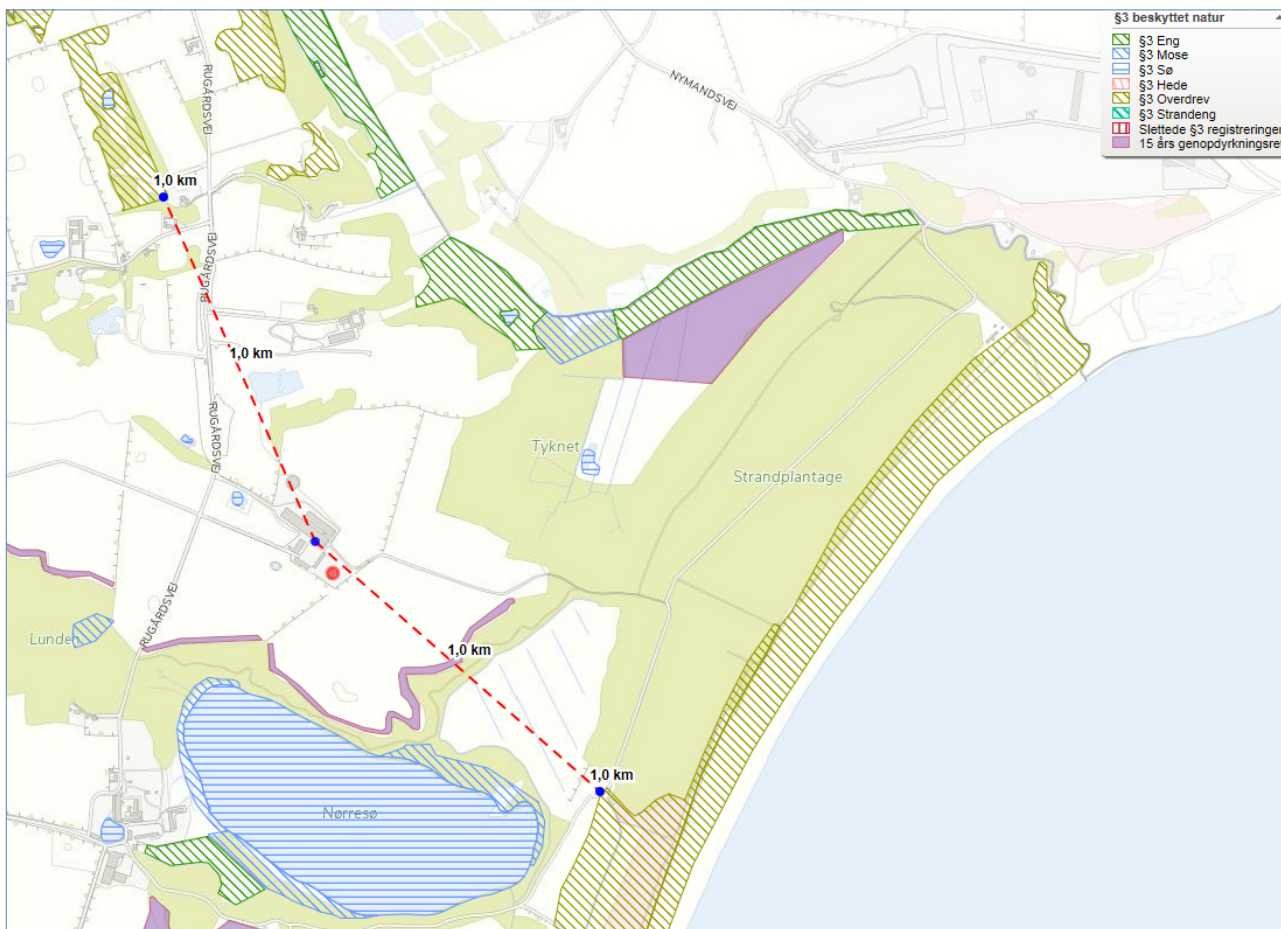 §3 beskyttet natur
§3 Eng
§3 Mose
§3 Sø
§3 Hede
§3 Overdrev
§3 Strandeng
Slettede §3 registreringer
15 års genopdyrkningsret
RUGÅRDSVEJ
NYMANDSVEJ
1,0 km
RUGÅRDSVEJ
1,0 km
RUGÅRDSVEJ
Tyknet
Strandplantage
RUGÅRDSVEJ
Lunden
1,0 km
1,0 km
Nørresø